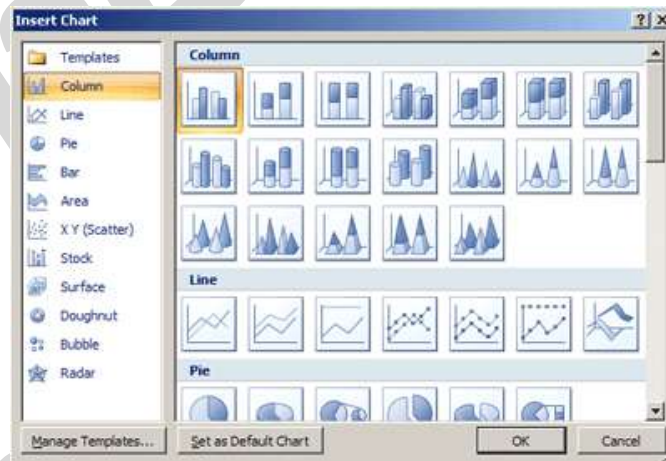 Insert Chart
Templates
Column
Line
Pie
Bar
Area
X Y (Scatter)
Stock
Surface
Doughnut
Bubble
Radar
Column
Line
Pie
Manage Templates...
Set as Default Chart
OK
Cancel